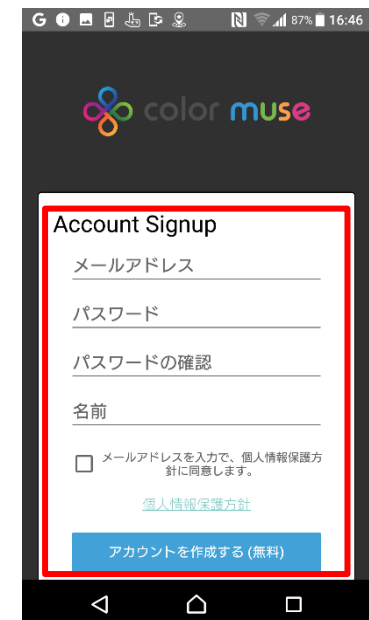 87% 16:46
color muse
Account Signup
メールアドレス
パスワード
パスワードの確認
名前
メールアドレスを入力で、個人情報保護方
針に同意します。
個人情報保護方針
アカウントを作成する (無料)